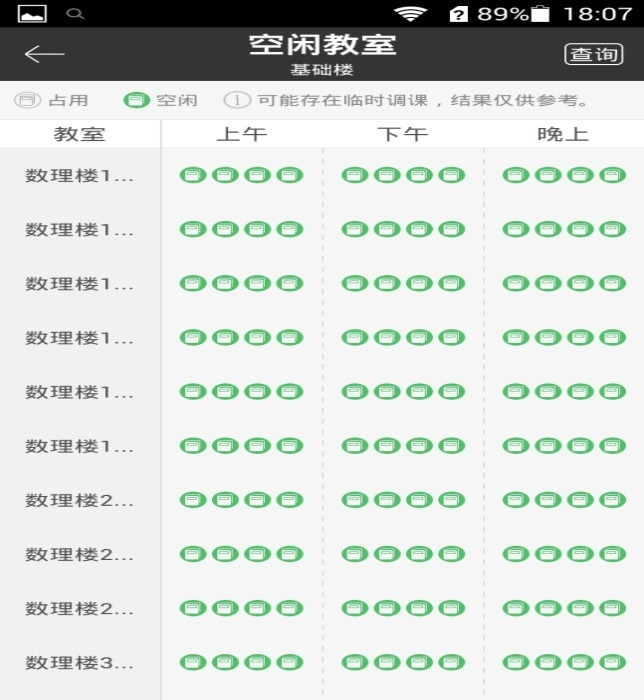 89% 18:07
空闲教室
基础楼
查询
占用 空闲 可能存在临时调课，结果仅供参考。
教室 上午 下午 晚上
数理楼1...
数理楼1...
数理楼1...
数理楼1...
数理楼1...
数理楼1...
数理楼2...
数理楼2...
数理楼2...
数理楼3...